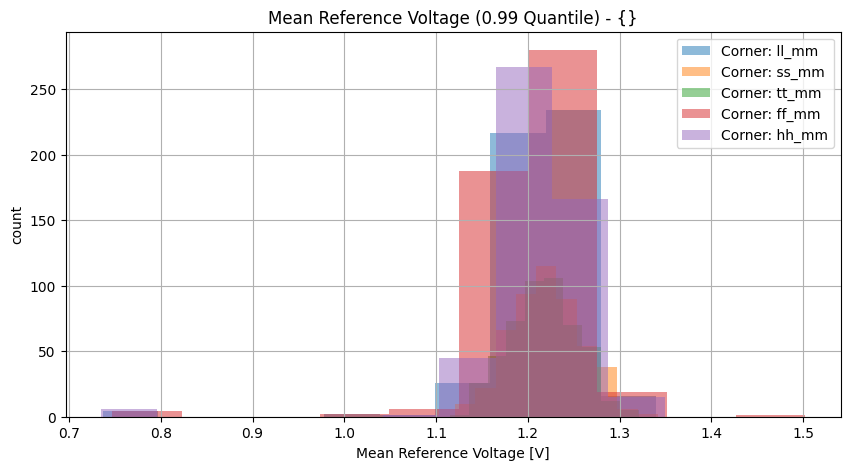 Mean Reference Voltage (0.99 Quantile) - {}
Corner: ll_mm
Corner: ss_mm
Corner: tt_mm
Corner: ff_mm
Corner: hh_mm
count
250
200
150
100
50
0
0.7 0.8 0.9 1.0 1.1 1.2 1.3 1.4 1.5
Mean Reference Voltage [V]